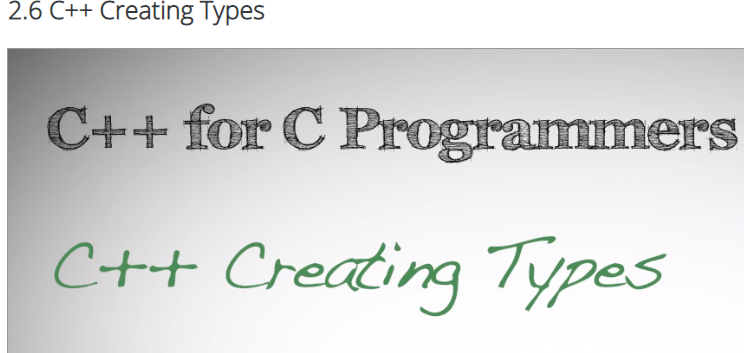 2.6 C++ Creating Types
C++ for C Programmers
C++ Creating Types